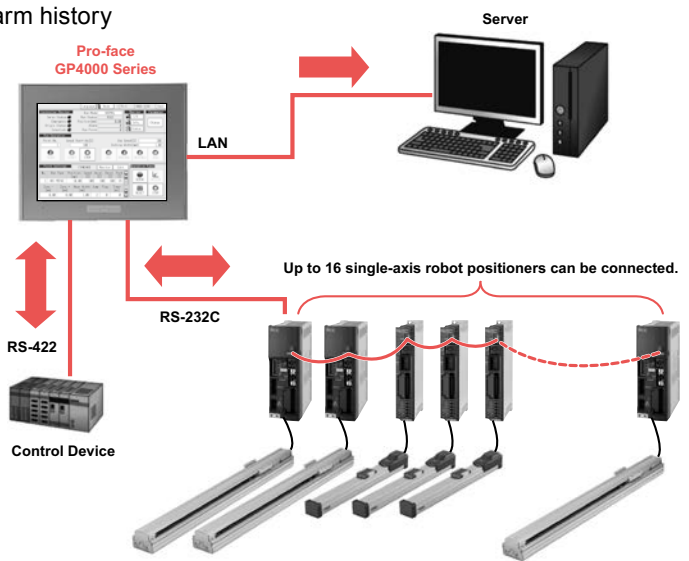 arm history
Server
Pro-face
GP4000 Series
LAN
Up to 16 single-axis robot positioners can be connected.
RS-232C
RS-422
Control Device